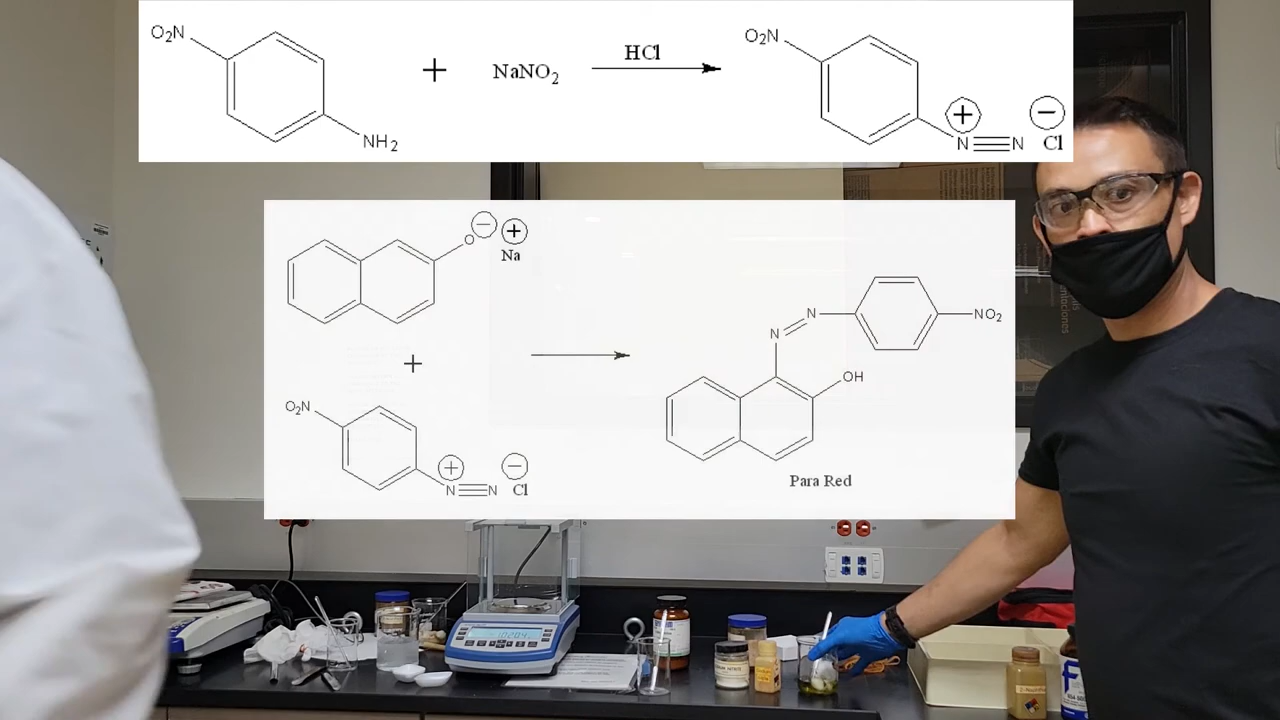 O₂N
NH₂
+
NaNO₂
HCl
O₂N
+
N
N
−
Cl
O
−
+
Na
+
O₂N
+
N
N
−
Cl
N
N
NO₂
OH
Para Red